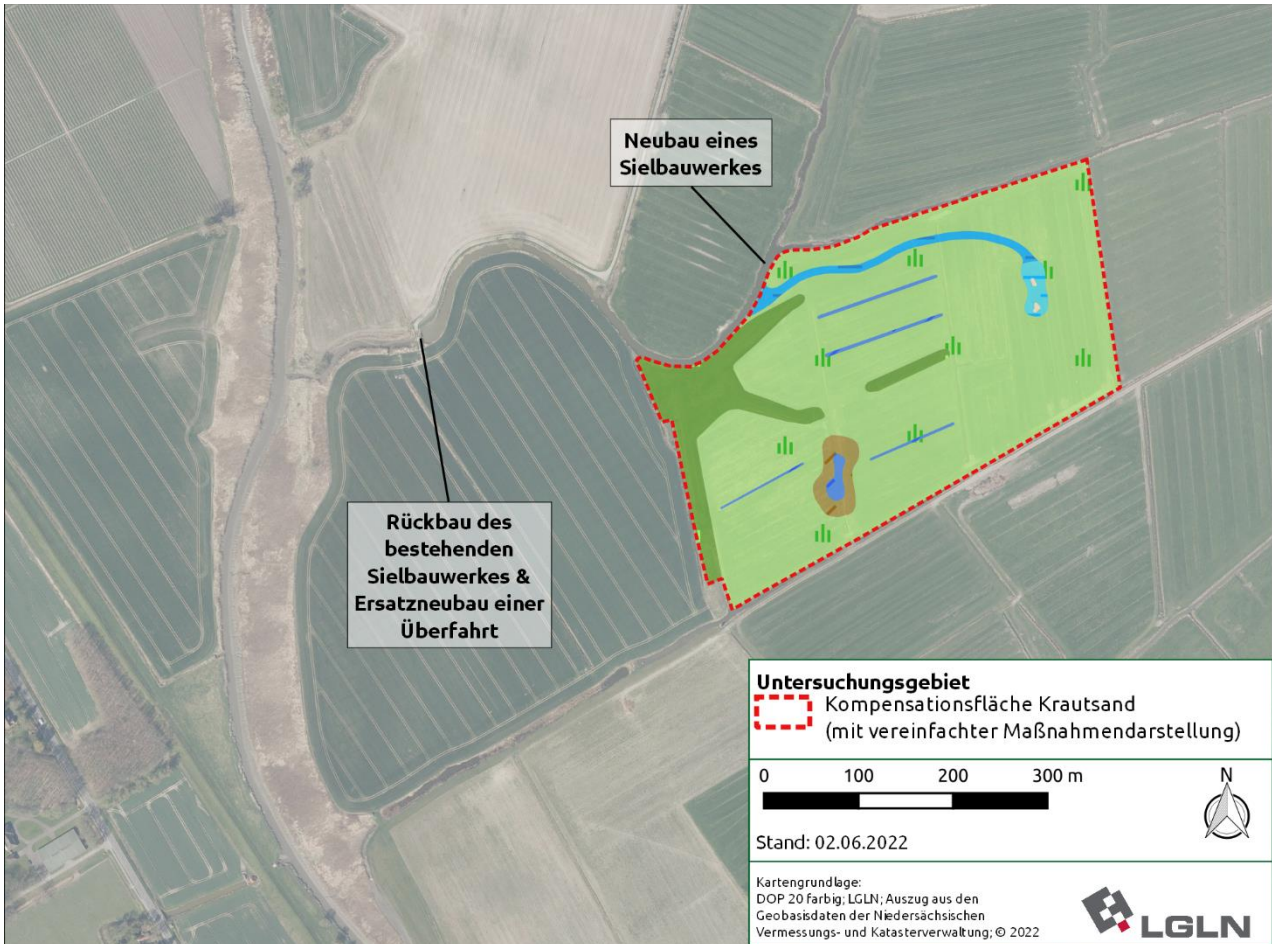 Neubau eines
Sielbauwerkes
Rückbau des
bestehenden
Sielbauwerkes &
Ersatzneubau einer
Überfahrt
Untersuchungsgebiet
Kompensationsfläche Krautsand
(mit vereinfachter Maßnahmendarstellung)
0 100 200 300 m
N
Stand: 02.06.2022
Kartengrundlage:
DOP 20 farbig; LGLN; Auszug aus den
Geobasisdaten der Niedersächsischen
Vermessungs- und Katasterverwaltung; © 2022
LGLN